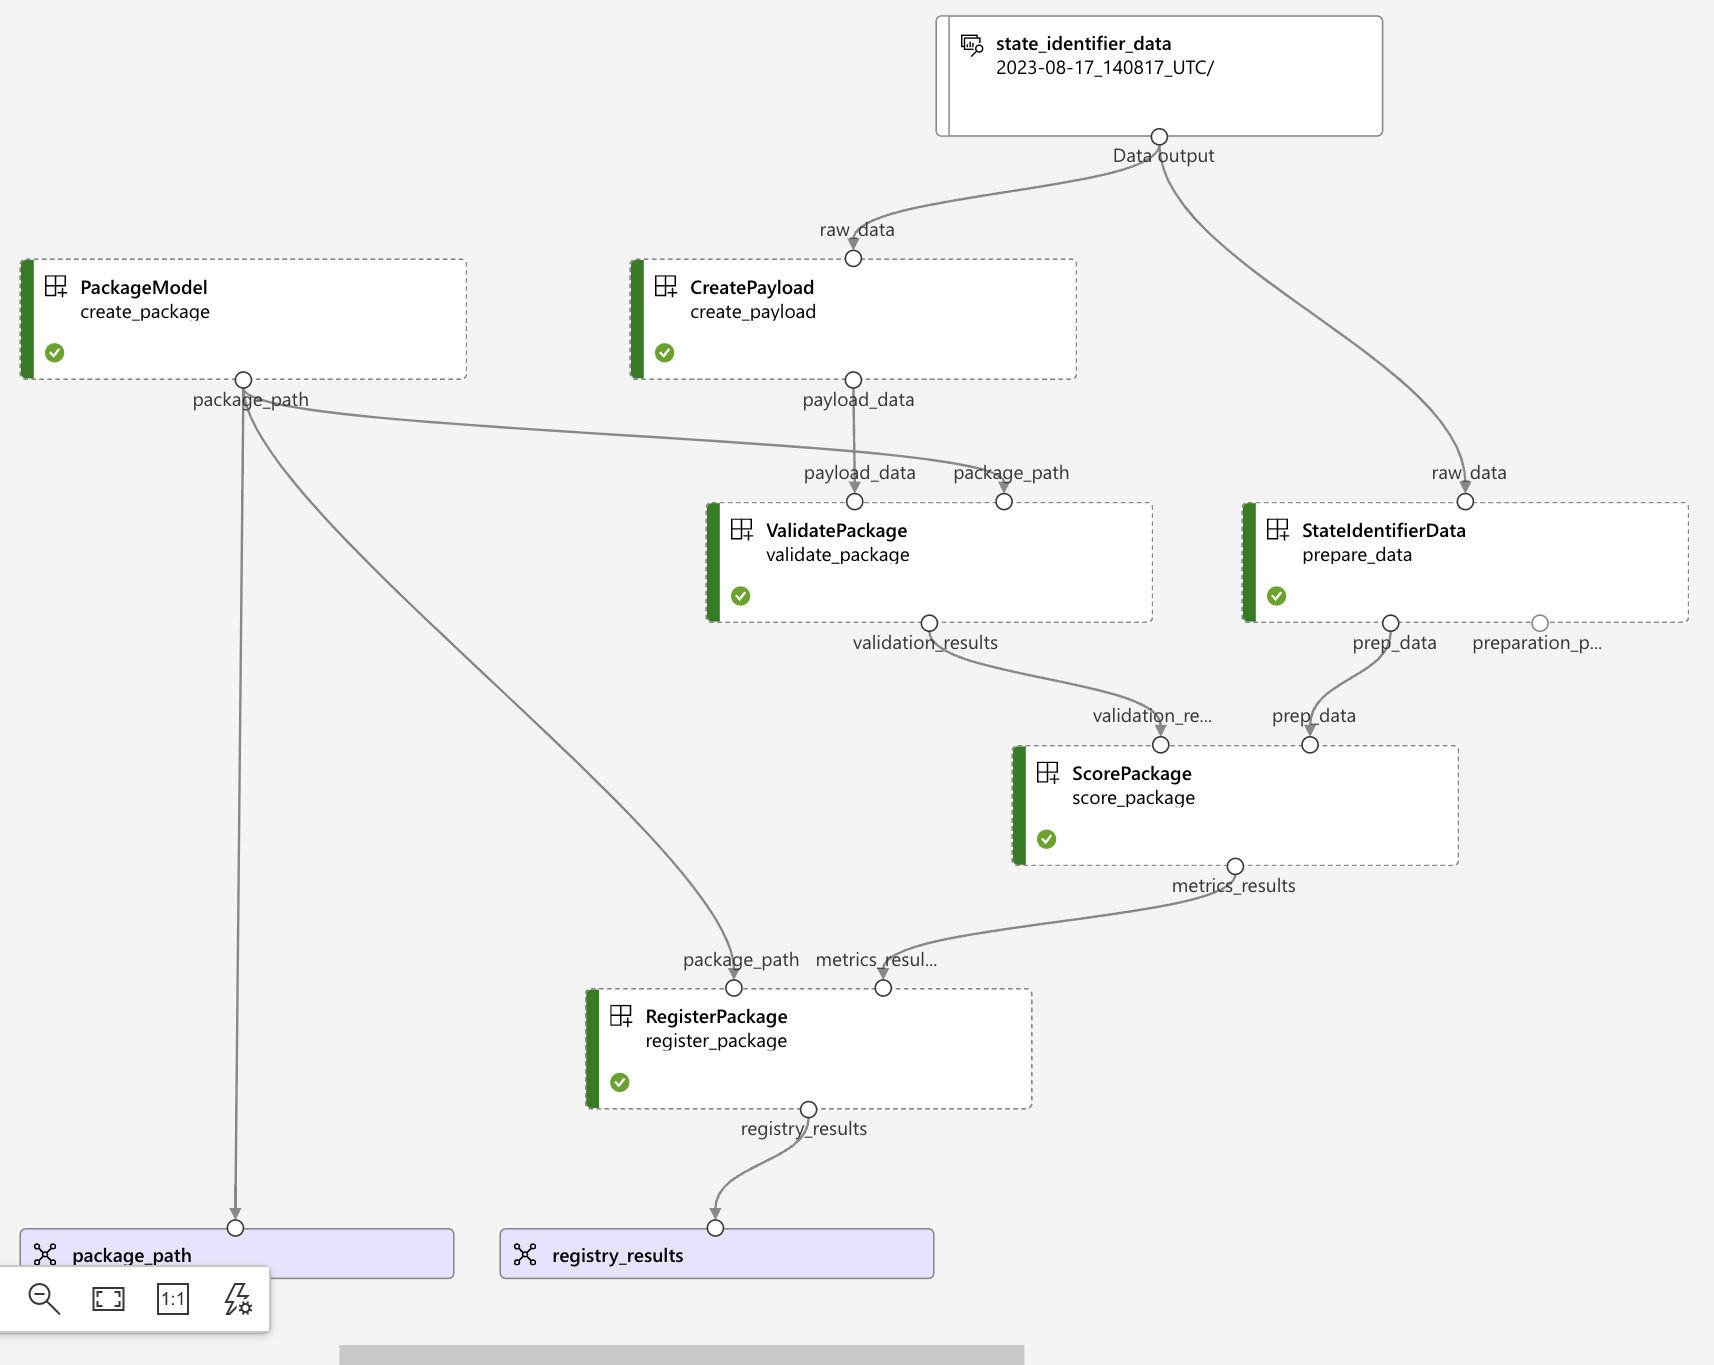 state_identifier_data
2023-08-17_140817_UTC/
Data output
raw_data
PackageModel
create_package
CreatePayload
create_payload
package_path
payload_data
payload_data
package_path
raw_data
ValidatePackage
validate_package
StateIdentifierData
prepare_data
validation_results
prep_data
preparation_p...
validation_re...
prep_data
ScorePackage
score_package
metrics_results
package_path
metrics_resul...
RegisterPackage
register_package
registry_results
package_path
registry_results
1:1